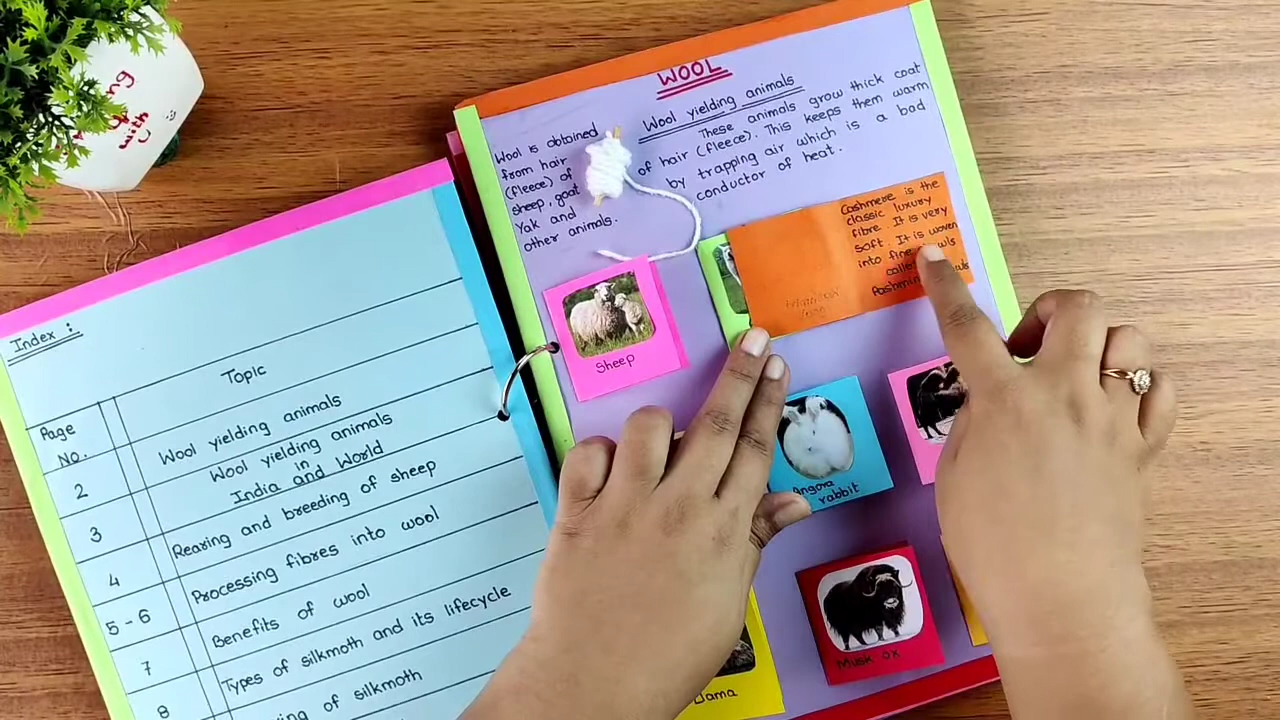 with
Index :
Page No.
Topic
2
Wool yielding animals
3
Wool yielding animals
in
India and World
4
Rearing and breeding of sheep
5-6
Processing fibres into wool
7
Benefits of wool
8
Types of silkmoth and its lifecycle
of silkmoth
WOOL
Wool is obtained
from hair
(fleece) of
sheep, goat
Yak and
other animals.
Wool yielding animals
These animals grow thick coat
of hair (fleece). This keeps them warm
by trapping air which is a bad
conductor of heat.
Cashmere is the
classic luxury
fibre. It is very
soft. It is woven
into fine
Sheep
Angora
rabbit
Musk ox